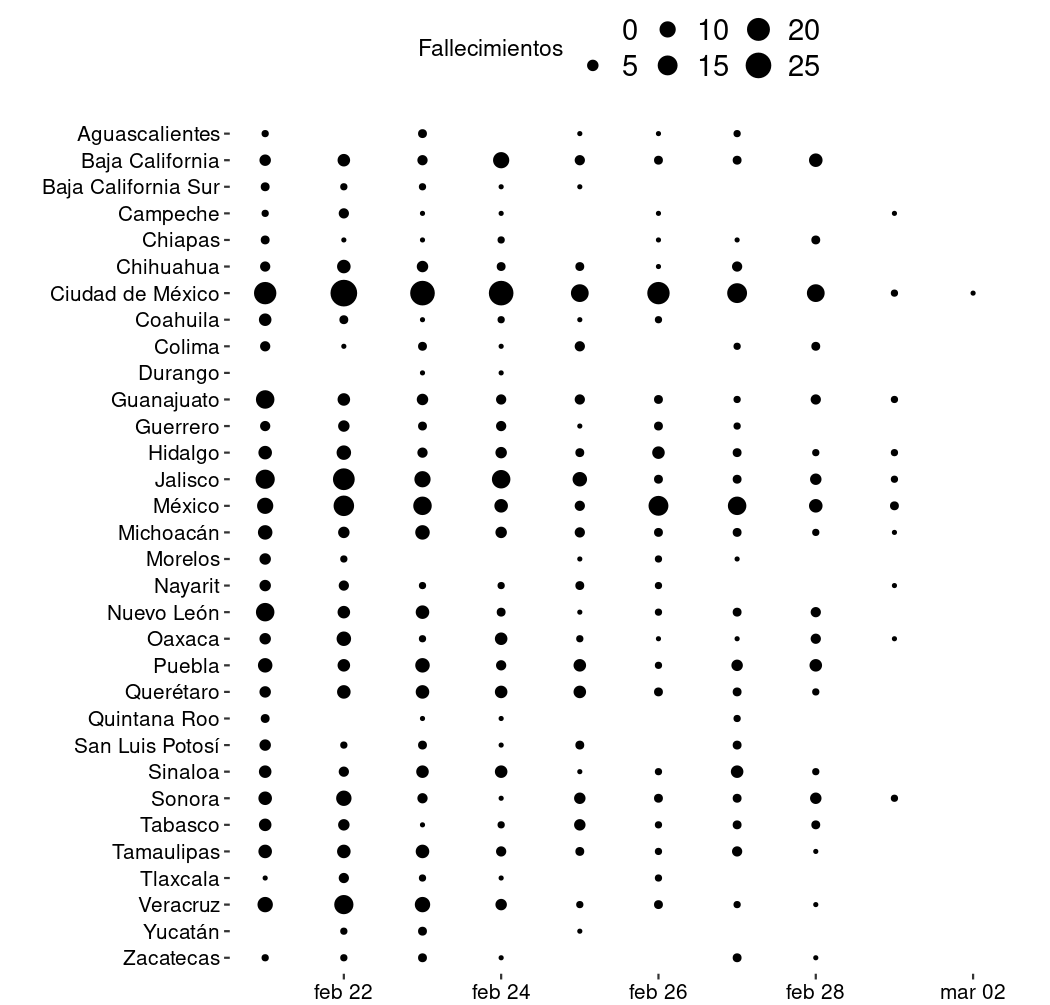 Fallecimientos
0 10 20
5 15 25
Aguascalientes
Baja California
Baja California Sur
Campeche
Chiapas
Chihuahua
Ciudad de México
Coahuila
Colima
Durango
Guanajuato
Guerrero
Hidalgo
Jalisco
México
Michoacán
Morelos
Nayarit
Nuevo León
Oaxaca
Puebla
Querétaro
Quintana Roo
San Luis Potosí
Sinaloa
Sonora
Tabasco
Tamaulipas
Tlaxcala
Veracruz
Yucatán
Zacatecas
feb 22 feb 24 feb 26 feb 28 mar 02